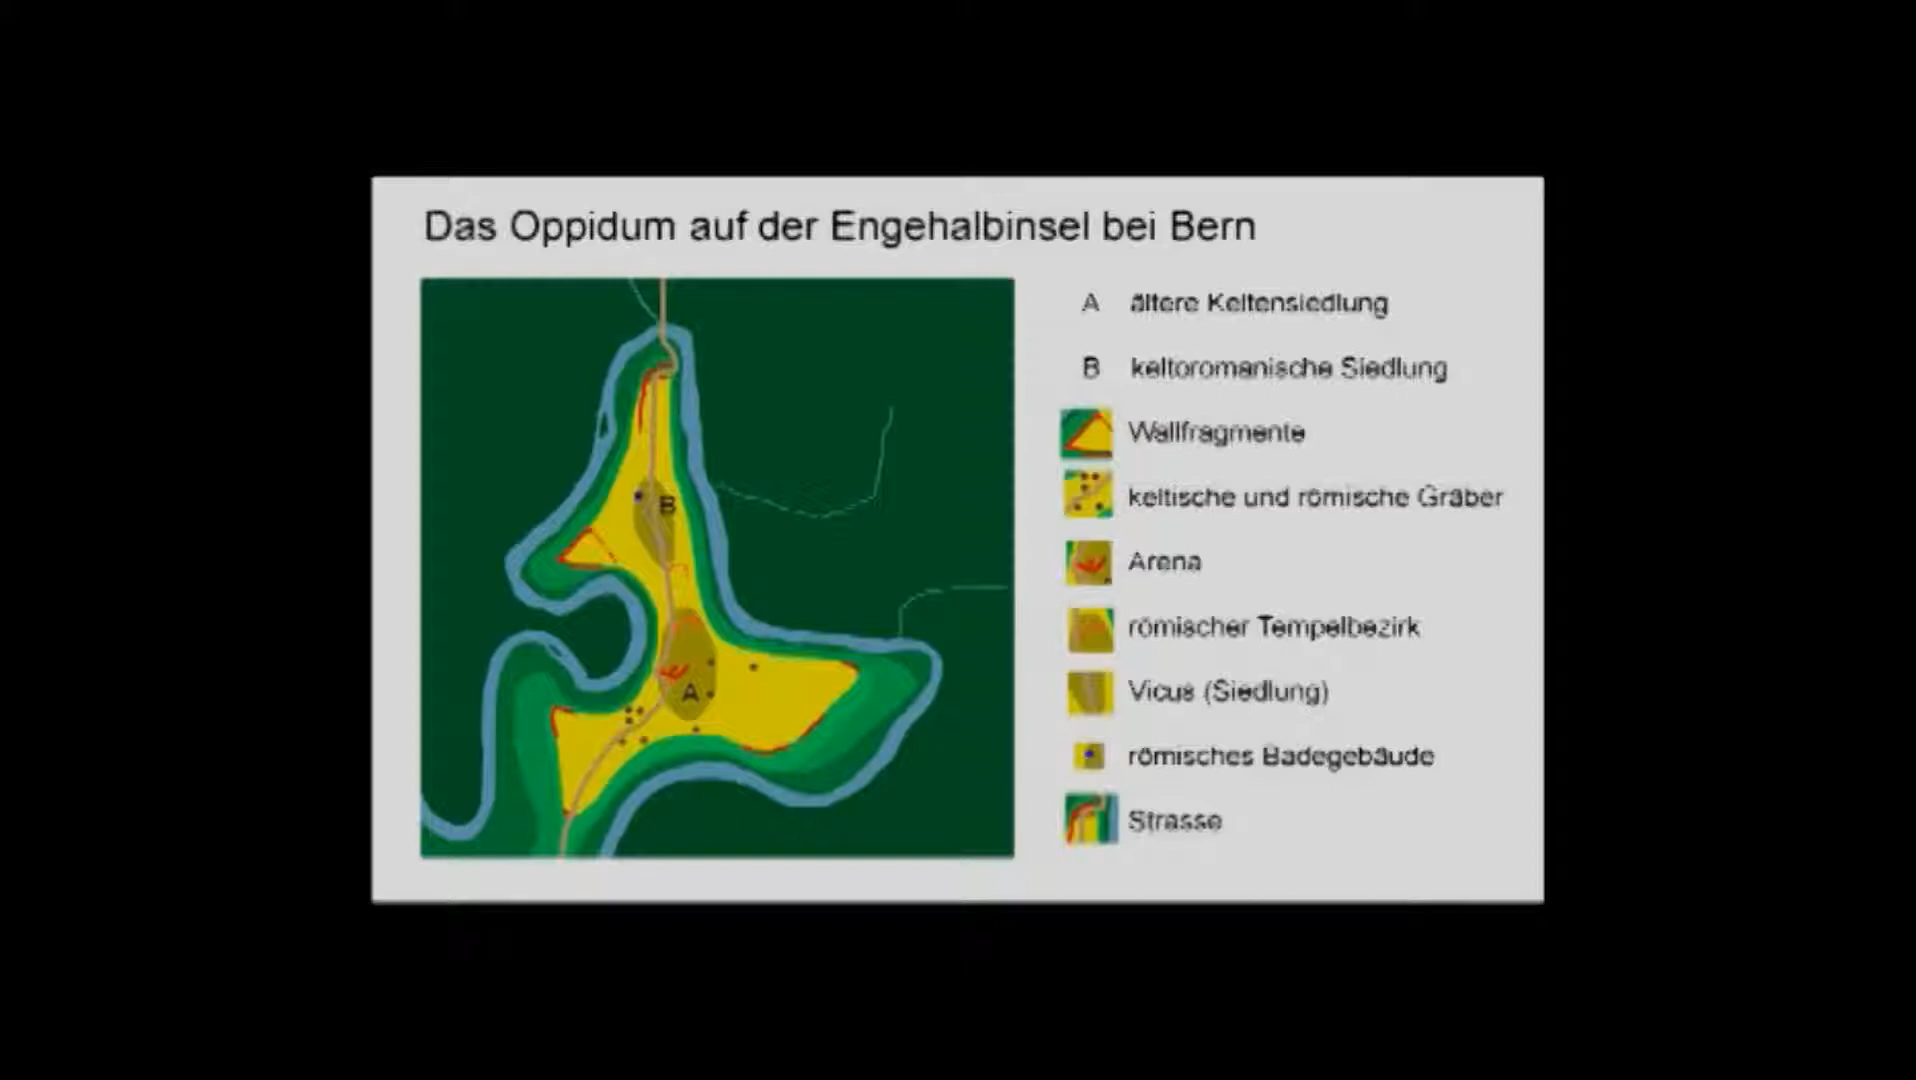 Das Oppidum auf der Engehalbinsel bei Bern
A ältere Keltensiedlung
B keltoromanische Siedlung
Wallfragmente
keltische und römische Gräber
Arena
römischer Tempelbezirk
Vicus (Siedlung)
römisches Badegebäude
Strasse
B
A